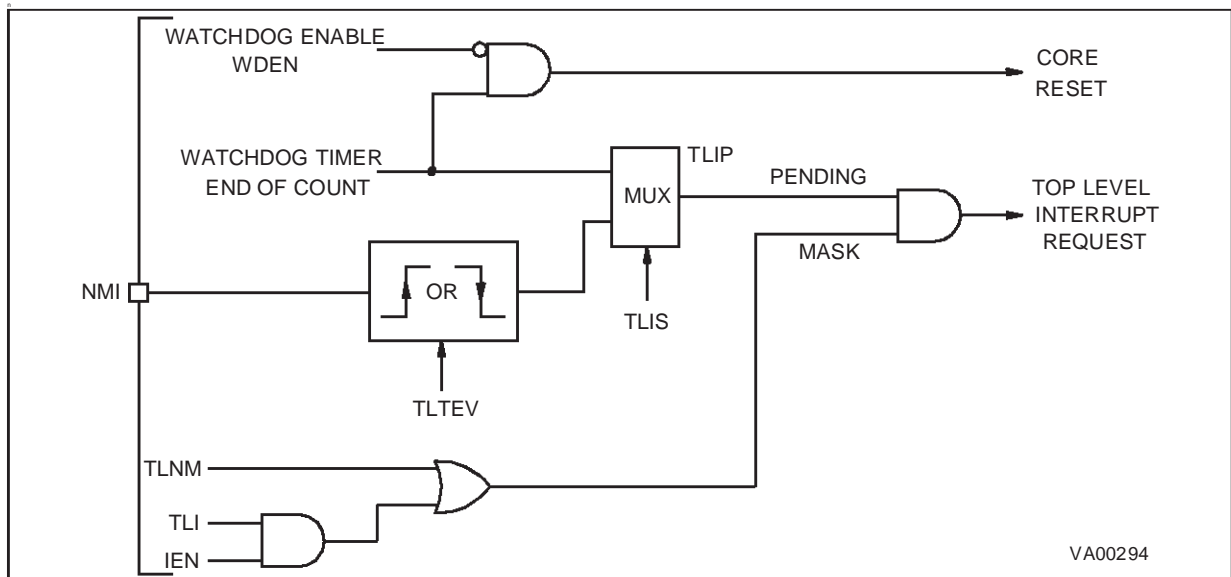 WATCHDOG ENABLE
WDEN
CORE
RESET
WATCHDOG TIMER
END OF COUNT
TLIP
MUX
PENDING
TOP LEVEL
INTERRUPT
REQUEST
MASK
NMI
OR
TLIS
TLTEV
TLNM
TLI
IEN
VA00294